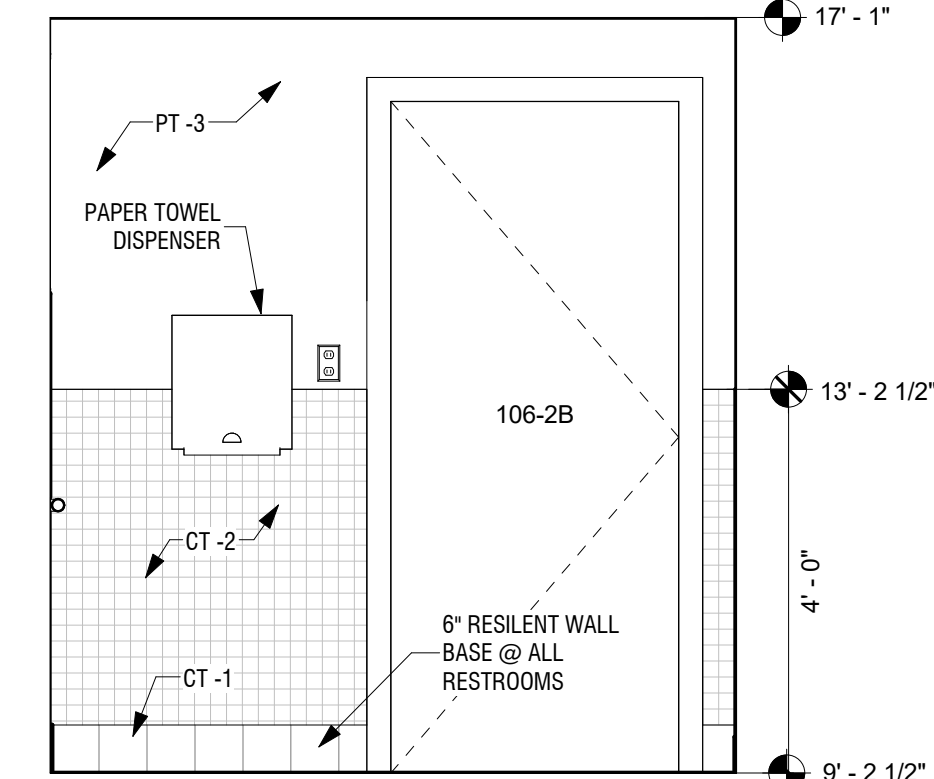 17' - 1"
PT -3
PAPER TOWEL
DISPENSER
13' - 2 1/2"
106-2B
CT -2
4' - 0"
6" RESILENT WALL
BASE @ ALL
RESTROOMS
CT -1
9' - 2 1/2"